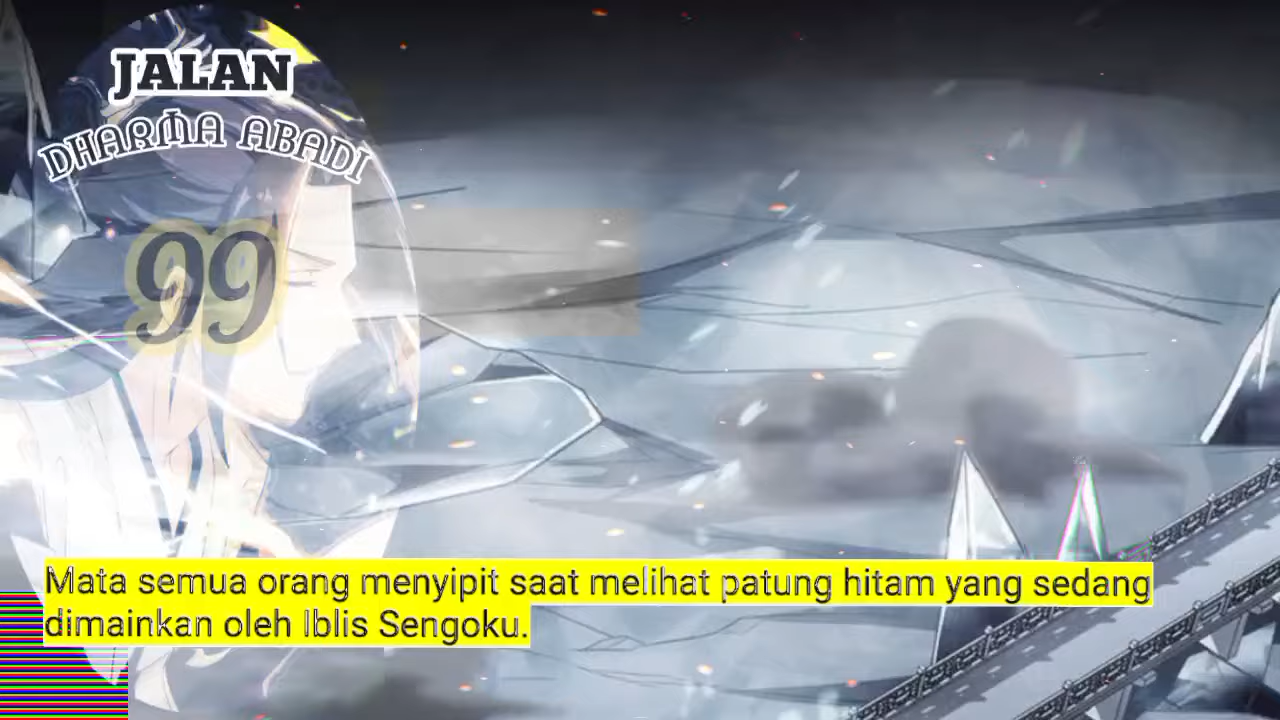 JALAN
DHARMA ABADI
99
Mata semua orang menyipit saat melihat patung hitam yang sedang
dimainkan oleh Iblis Sengoku.